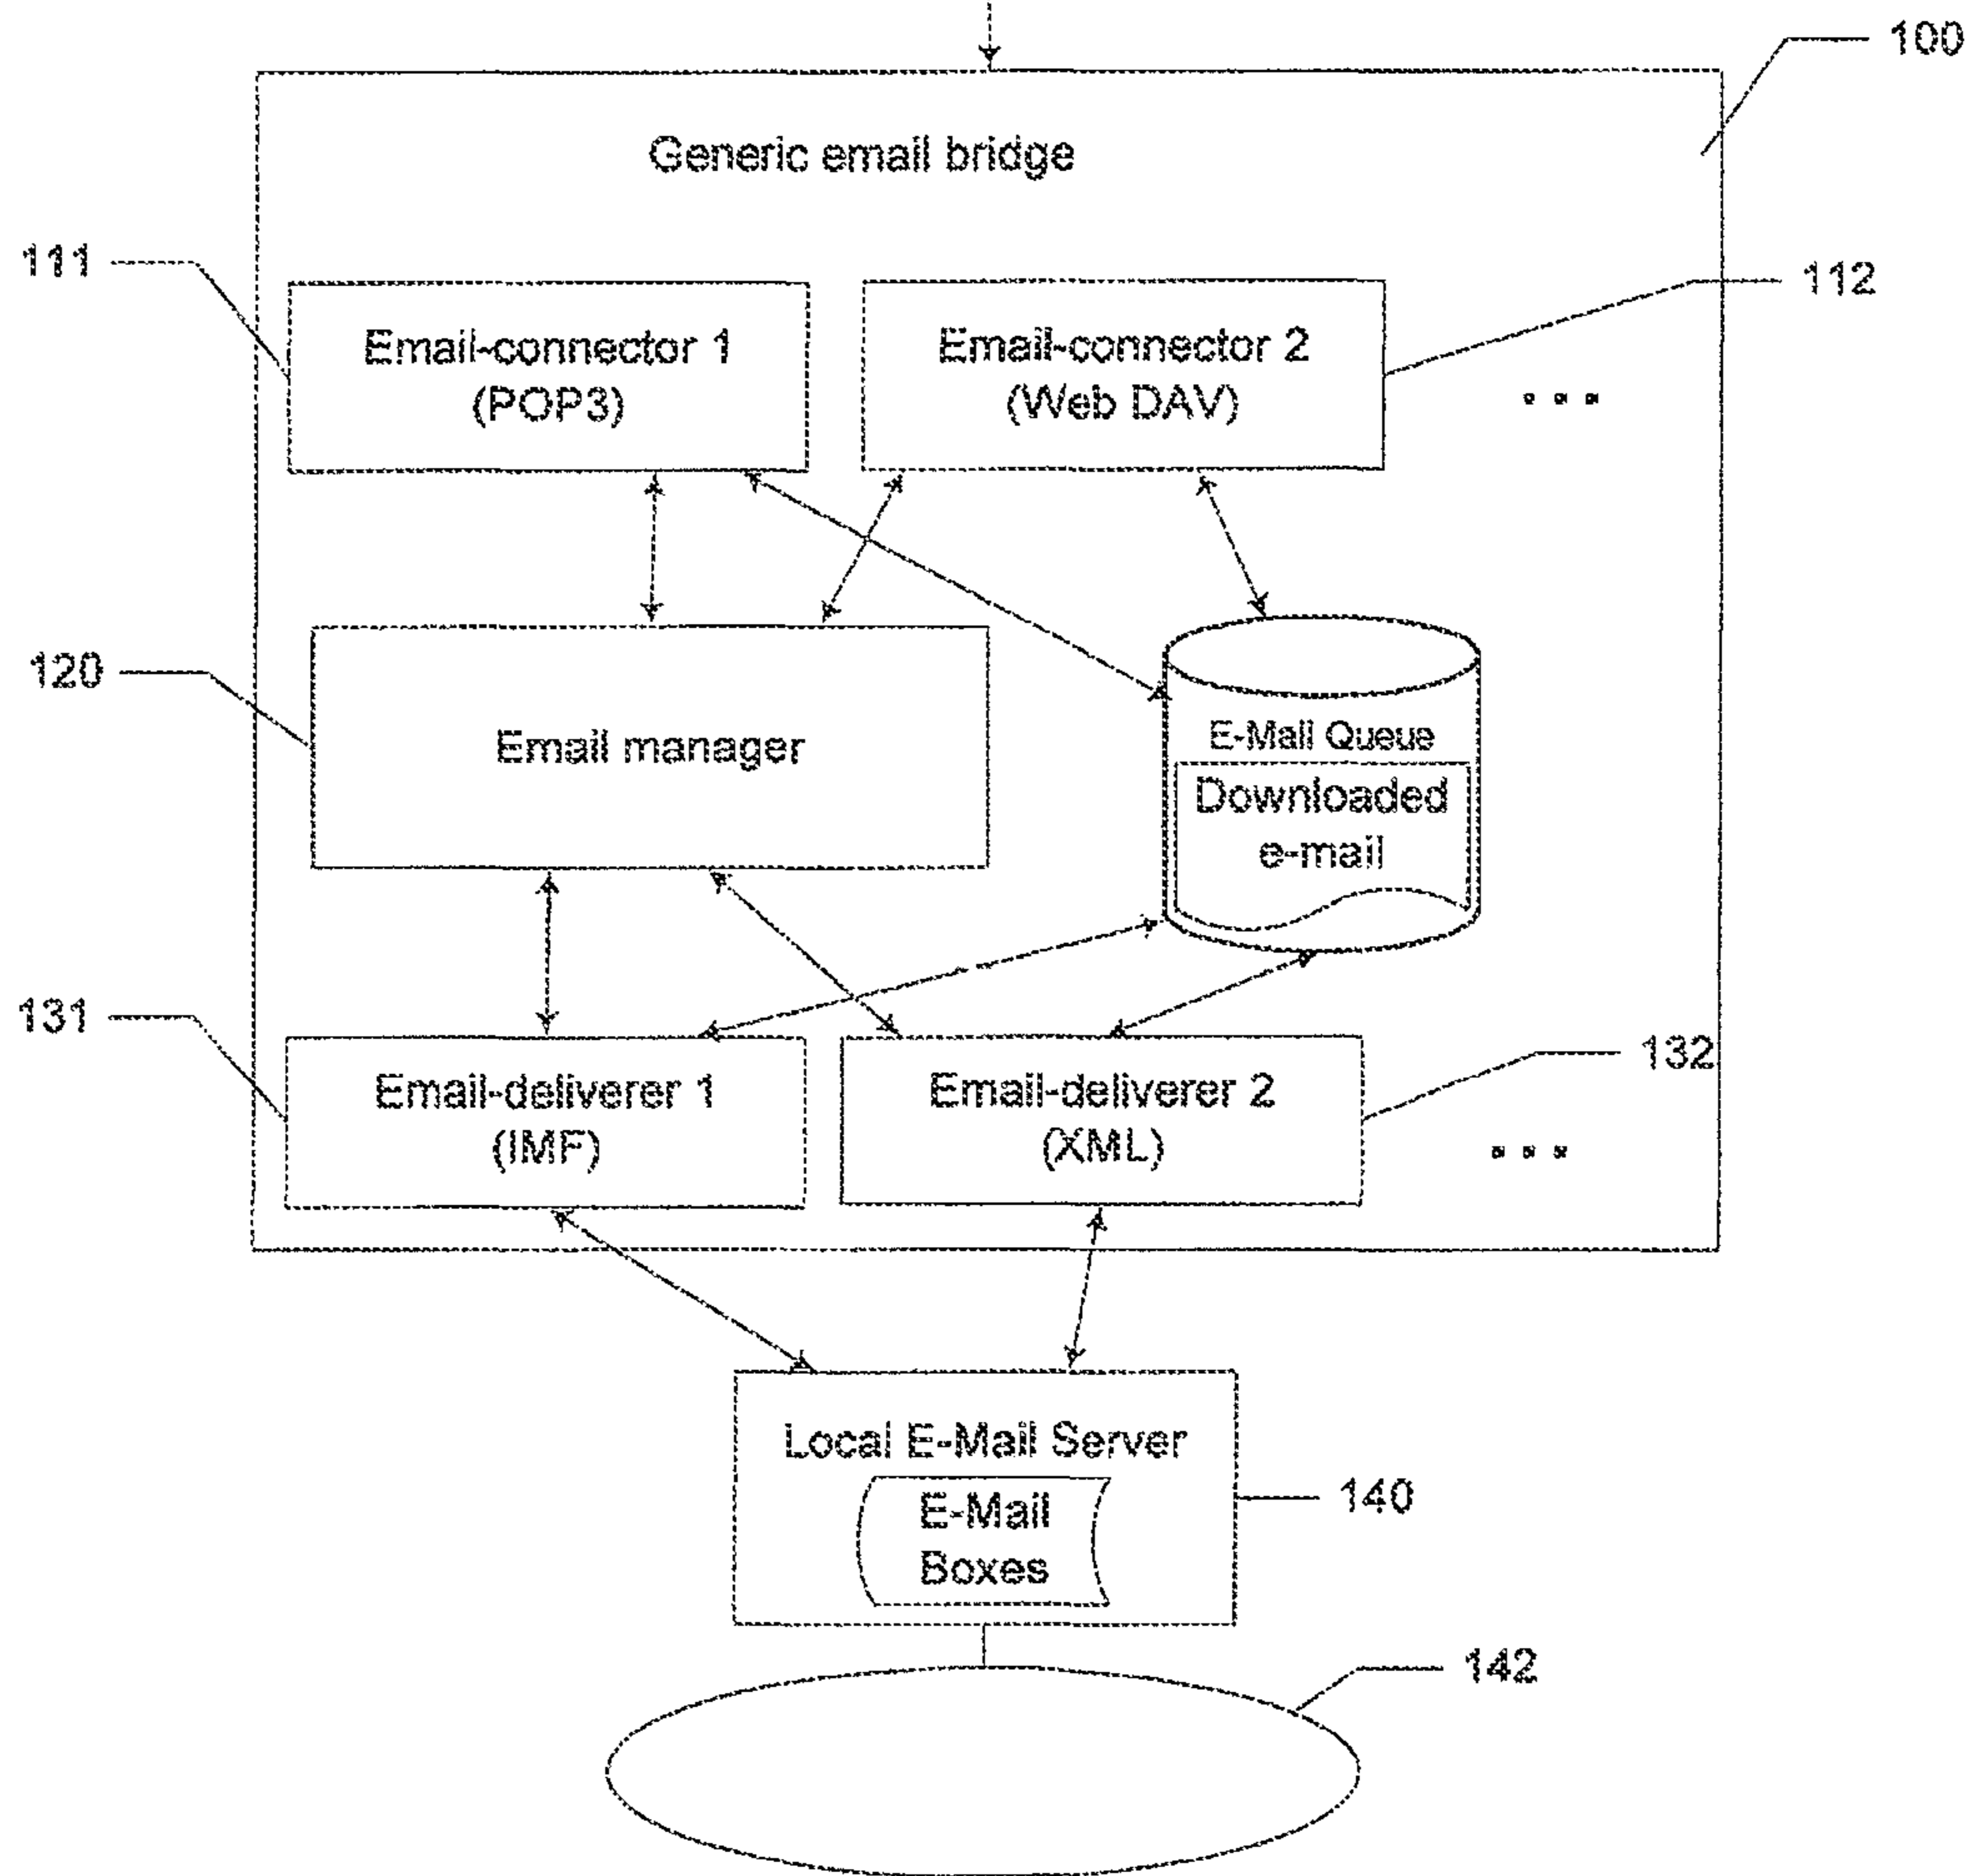 100
Generic email bridge
111
112
Email-connector 1
(POP3)
Email-connector 2
(Web DAV)
...
120
Email manager
E-Mail Queue
Downloaded
e-mail
131
132
Email-deliverer 1
(IMF)
Email-deliverer 2
(XML)
...
Local E-Mail Server
E-Mail
Boxes
140
142